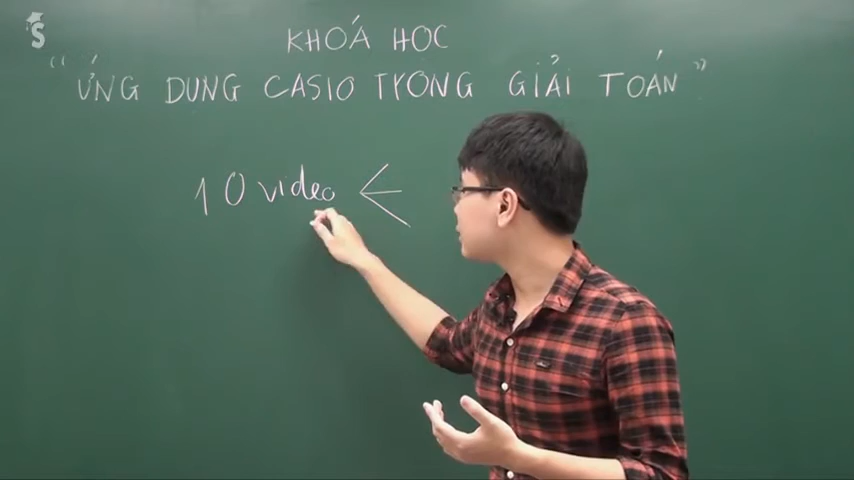 KHOÁ HỌC
"ỨNG DỤNG CASIO TRONG GIẢI TOÁN"
10 video